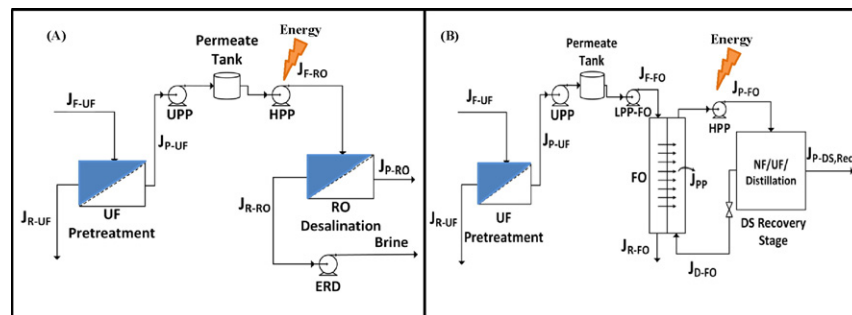 (A)
Energy
Permeate
Tank
J_F-RO
J_F-UF
UPP
HPP
J_P-UF
J_P-RO
J_R-UF
UF
Pretreatment
J_R-RO
RO
Desalination
Brine
ERD
(B)
Energy
Permeate
Tank
J_F-FO
J_P-FO
J_F-UF
UPP
LPP-FO
HPP
J_P-UF
J_P-DS,Rec
FO
J_PP
NF/UF/
Distillation
J_R-UF
UF
Pretreatment
DS Recovery
Stage
J_R-FO
J_D-FO